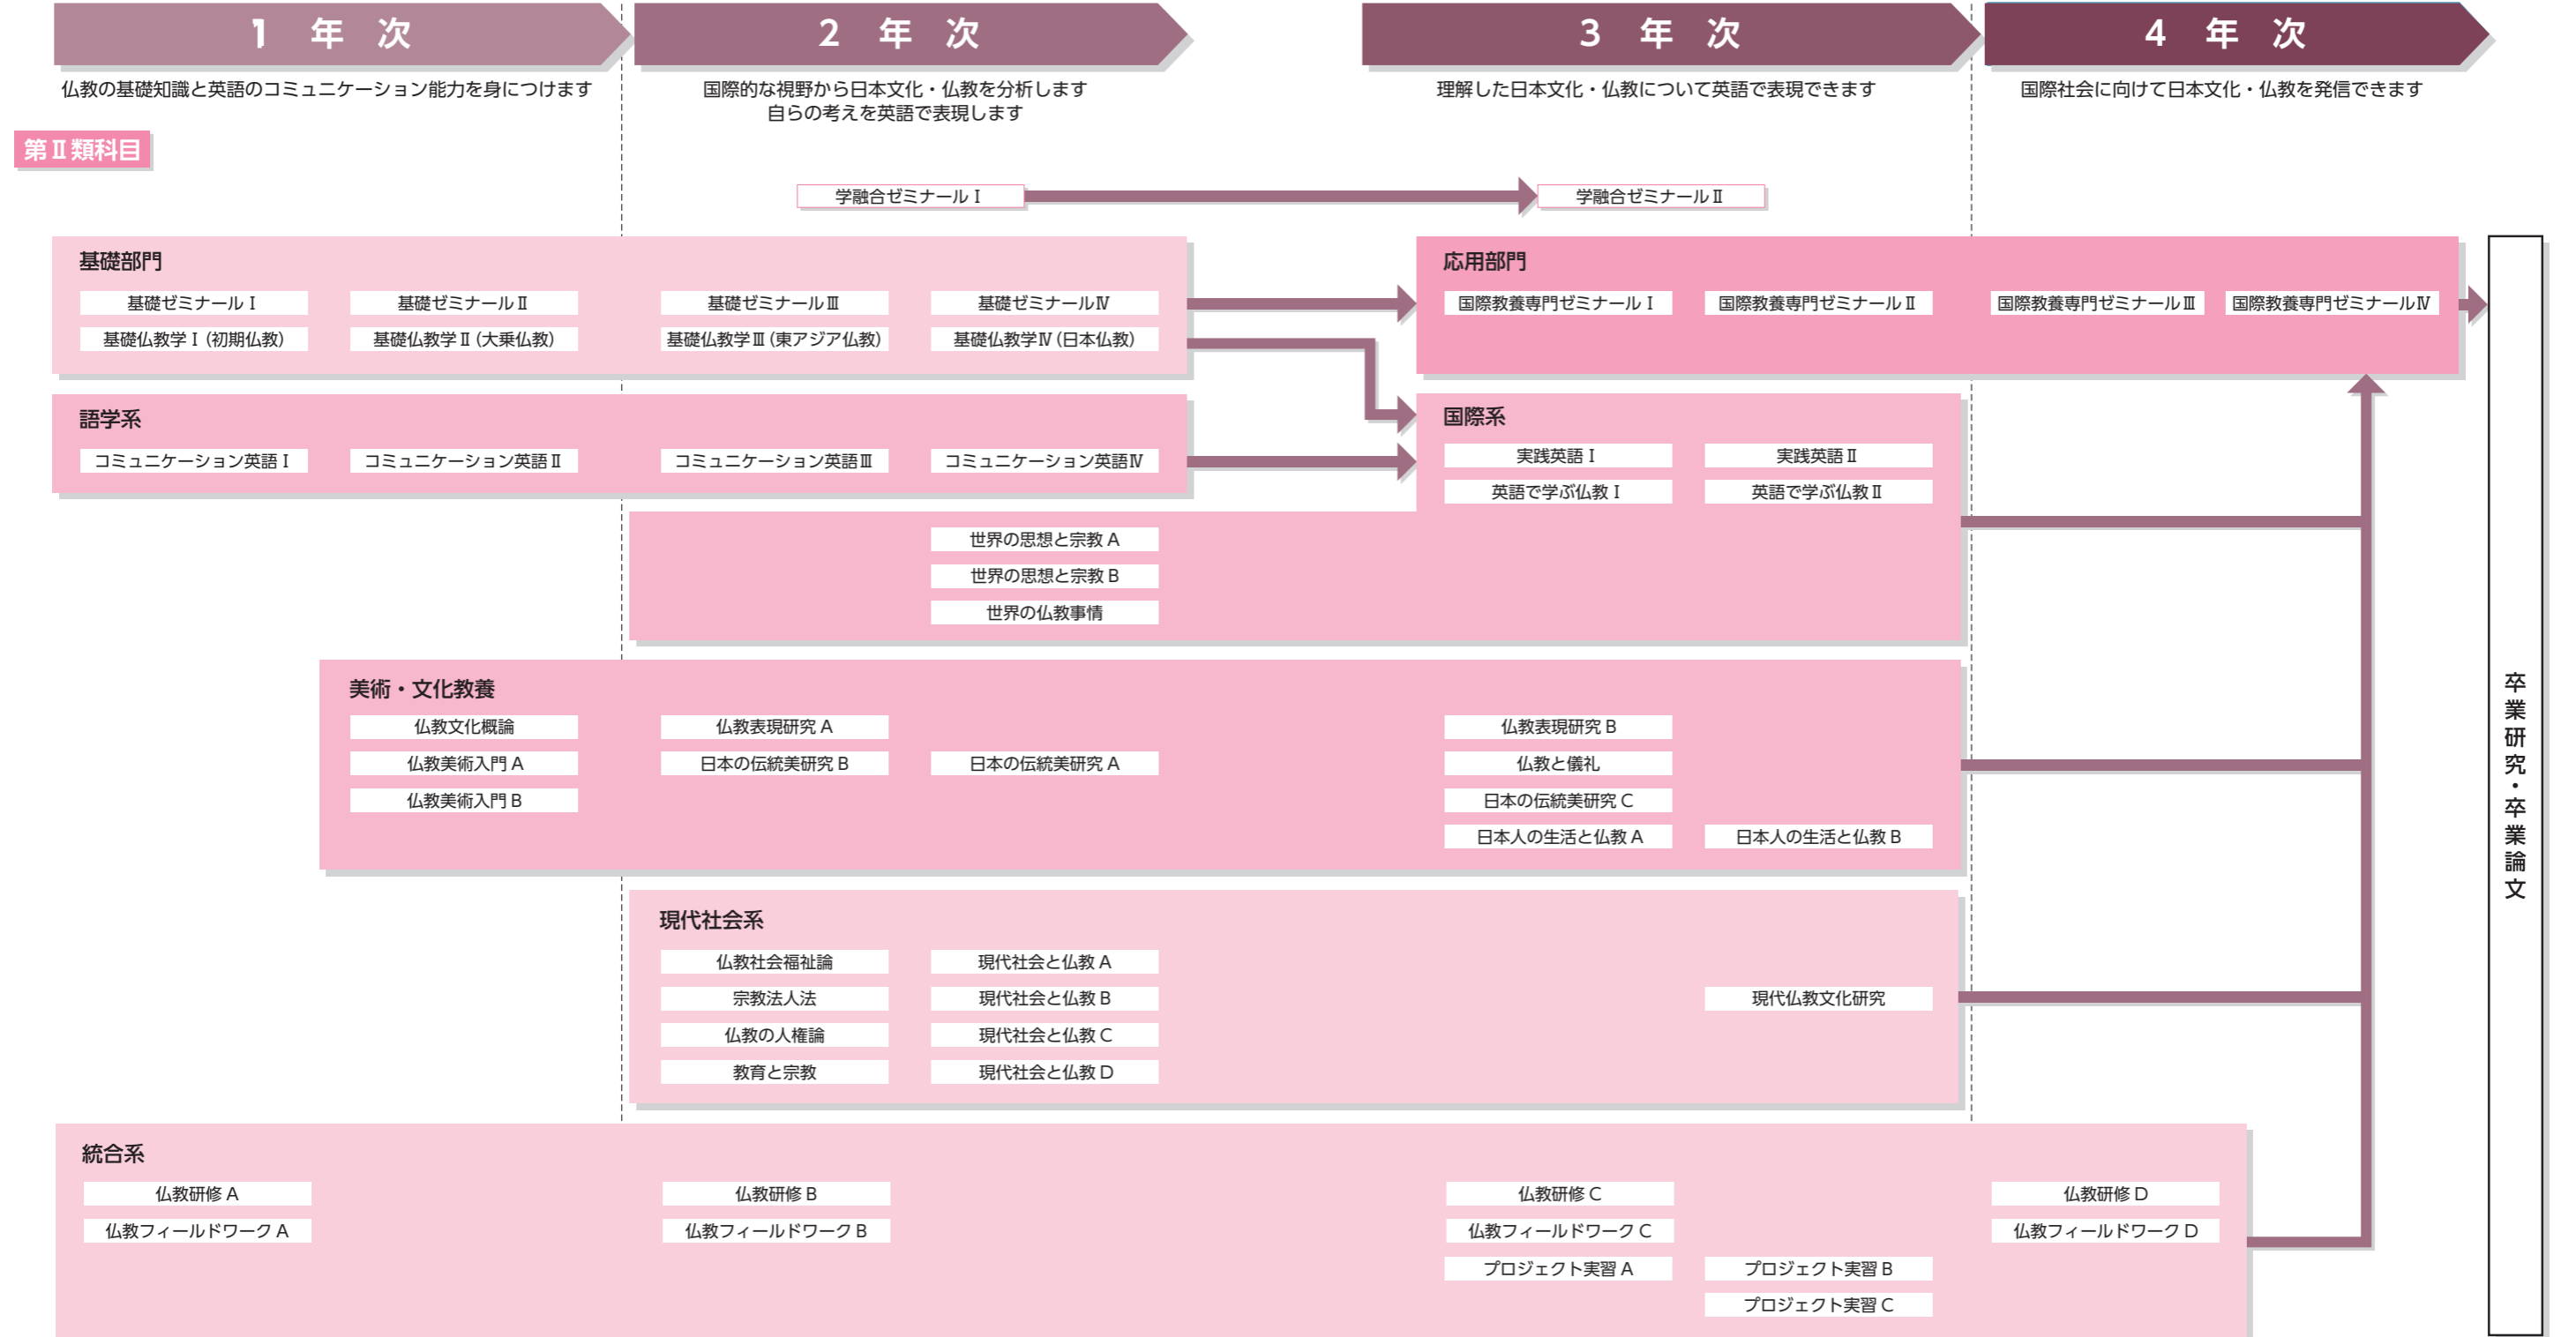 1 年 次
2 年 次
3 年 次
4 年 次
仏教の基礎知識と英語のコミュニケーション能力を身につけます
国際的な視野から日本文化・仏教を分析します
自らの考えを英語で表現します
理解した日本文化・仏教について英語で表現できます
国際社会に向けて日本文化・仏教を発信できます
第Ⅱ類科目
学融合ゼミナールⅠ
学融合ゼミナールⅡ
基礎部門
基礎ゼミナールⅠ
基礎ゼミナールⅡ
基礎ゼミナールⅢ
基礎ゼミナールⅣ
基礎仏教学Ⅰ(初期仏教)
基礎仏教学Ⅱ(大乗仏教)
基礎仏教学Ⅲ(東アジア仏教)
基礎仏教学Ⅳ(日本仏教)
応用部門
国際教養専門ゼミナールⅠ
国際教養専門ゼミナールⅡ
国際教養専門ゼミナールⅢ
国際教養専門ゼミナールⅣ
語学系
コミュニケーション英語Ⅰ
コミュニケーション英語Ⅱ
コミュニケーション英語Ⅲ
コミュニケーション英語Ⅳ
国際系
実践英語Ⅰ
実践英語Ⅱ
英語で学ぶ仏教Ⅰ
英語で学ぶ仏教Ⅱ
世界の思想と宗教 A
世界の思想と宗教 B
世界の仏教事情
美術・文化教養
仏教文化概論
仏教表現研究 A
仏教表現研究 B
仏教美術入門 A
日本の伝統美研究 B
日本の伝統美研究 A
仏教と儀礼
仏教美術入門 B
日本の伝統美研究 C
日本人の生活と仏教 A
日本人の生活と仏教 B
現代社会系
仏教社会福祉論
現代社会と仏教 A
宗教法人法
現代社会と仏教 B
現代仏教文化研究
仏教の人権論
現代社会と仏教 C
教育と宗教
現代社会と仏教 D
統合系
仏教研修 A
仏教研修 B
仏教研修 C
仏教研修 D
仏教フィールドワーク A
仏教フィールドワーク B
仏教フィールドワーク C
仏教フィールドワーク D
プロジェクト実習 A
プロジェクト実習 B
プロジェクト実習 C
卒業研究・卒業論文